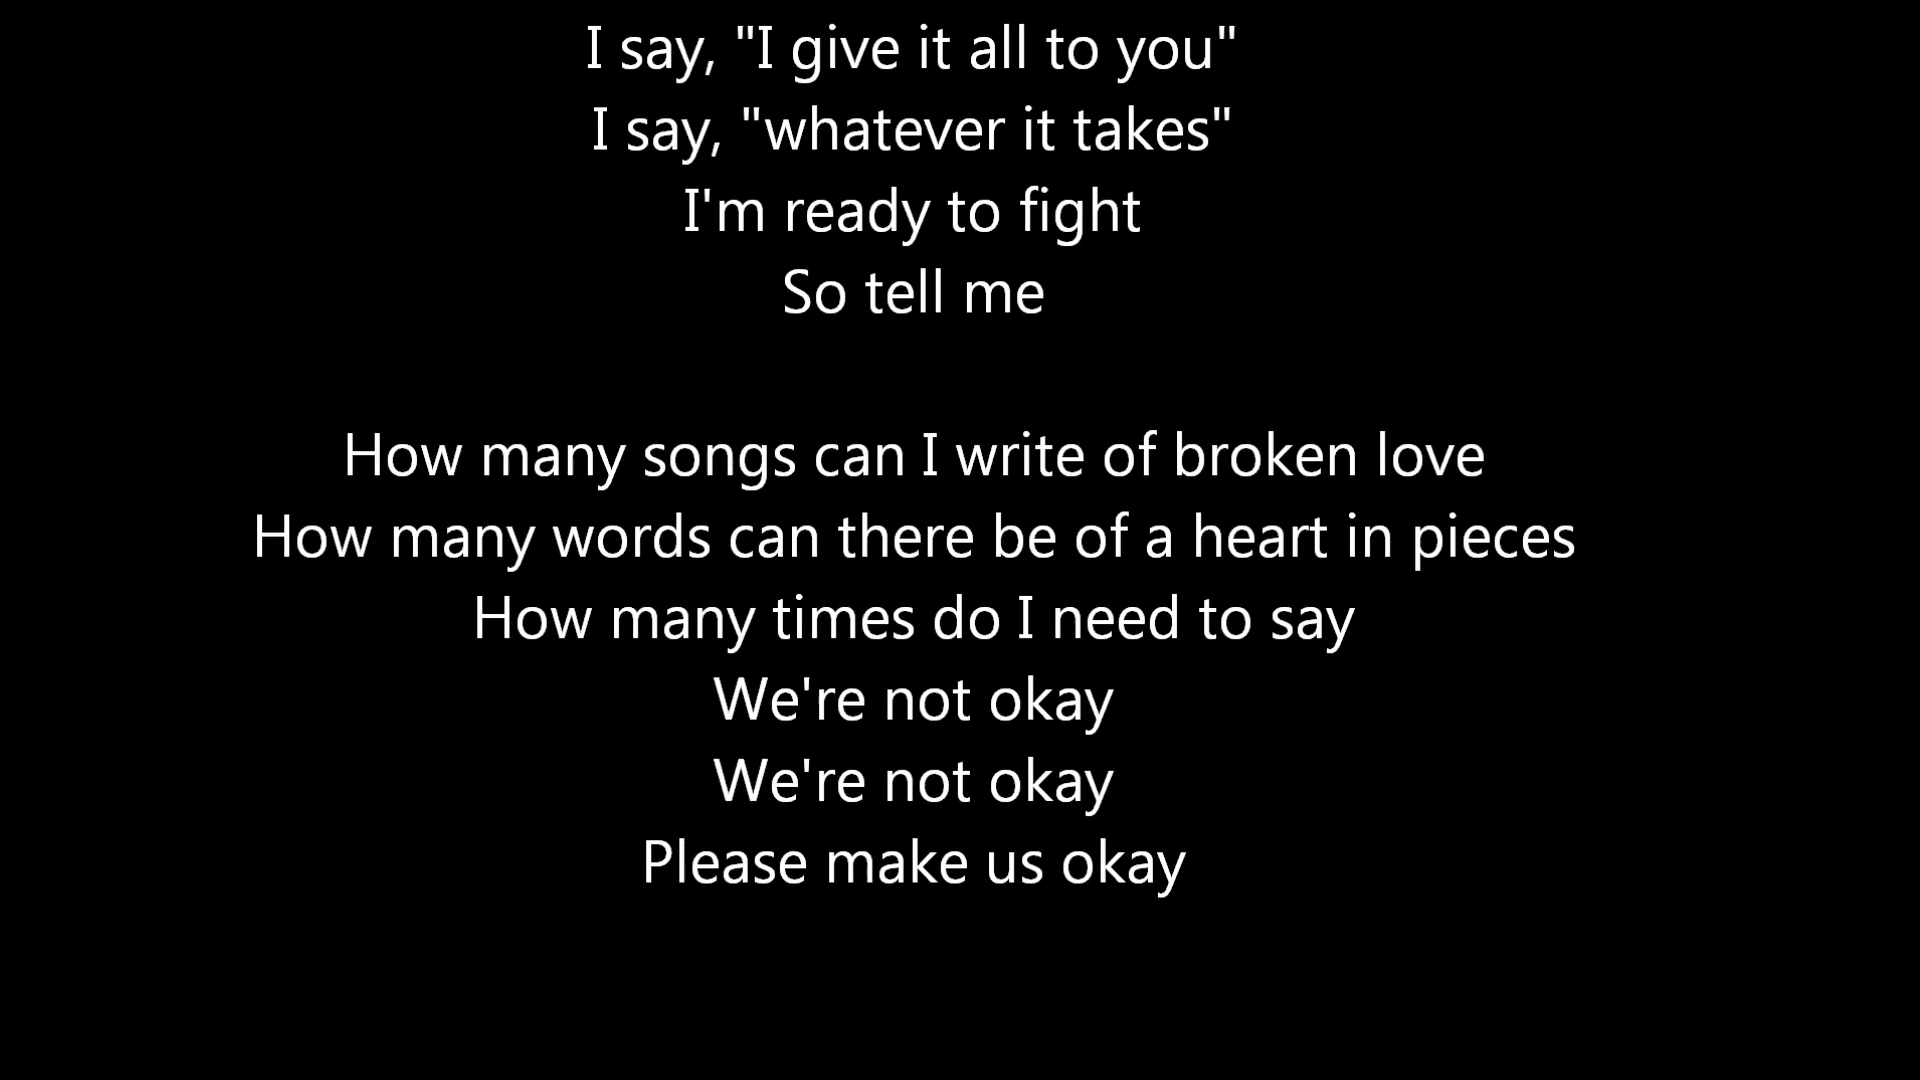 I say, "I give it all to you"
I say, "whatever it takes"
I'm ready to fight
So tell me
How many songs can I write of broken love
How many words can there be of a heart in pieces
How many times do I need to say
We're not okay
We're not okay
Please make us okay